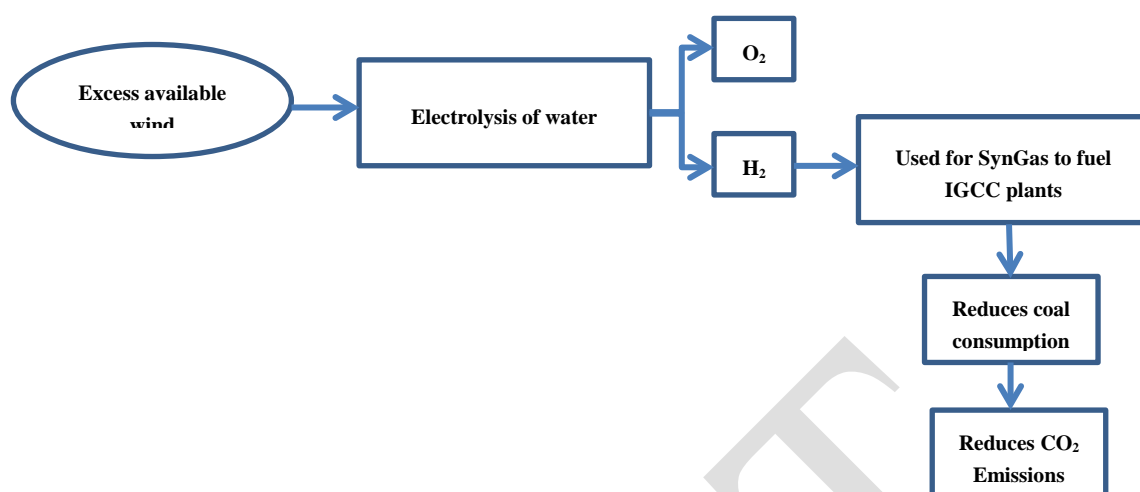 Excess available
wind
Electrolysis of water
O₂
H₂
Used for SynGas to fuel
IGCC plants
Reduces coal
consumption
Reduces CO₂
Emissions
T